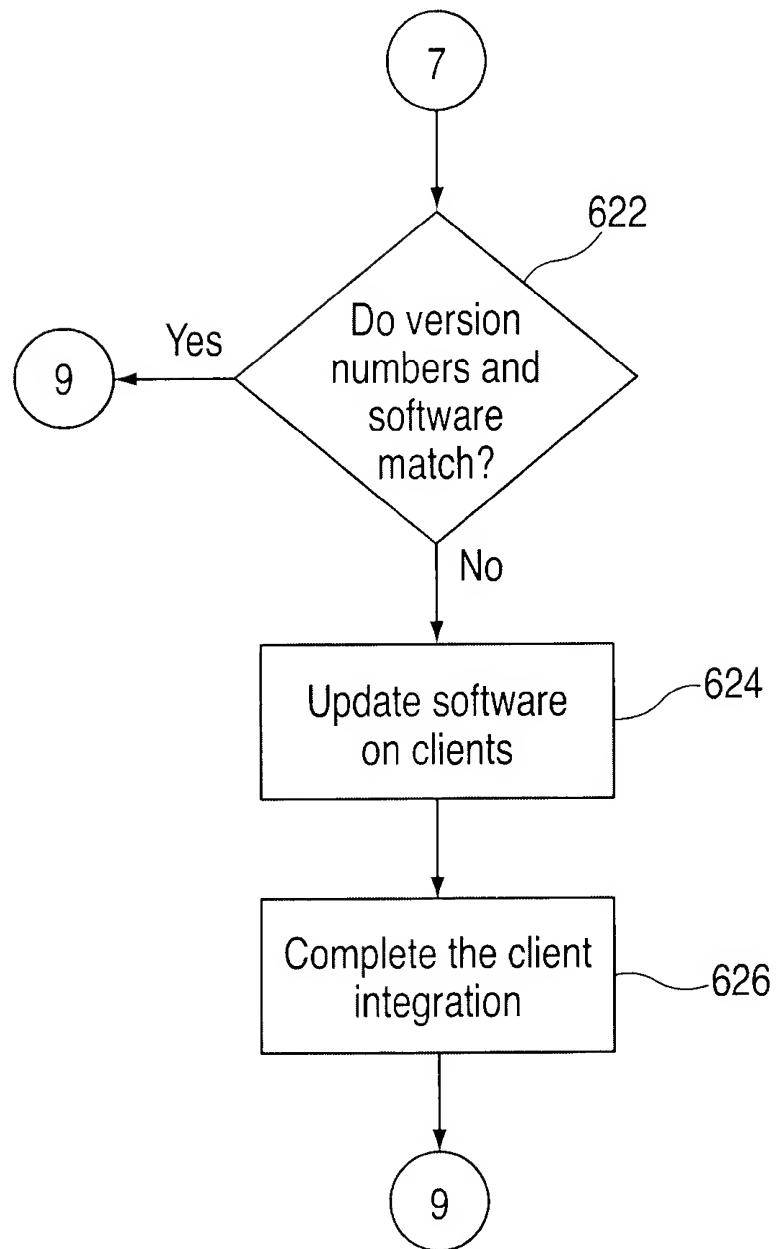 7
622
Do version
numbers and
software
match?
Yes
9
No
Update software
on clients
624
Complete the client
integration
626
9